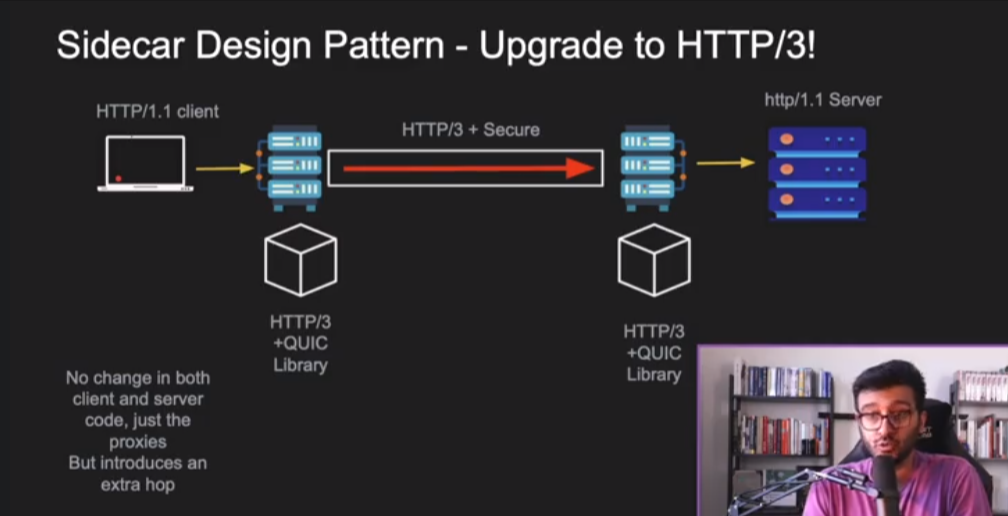 Sidecar Design Pattern - Upgrade to HTTP/3!
HTTP/1.1 client
HTTP/3 + Secure
http/1.1 Server
HTTP/3
+QUIC
Library
HTTP/3
+QUIC
Library
No change in both
client and server
code, just the
proxies
But introduces an
extra hop